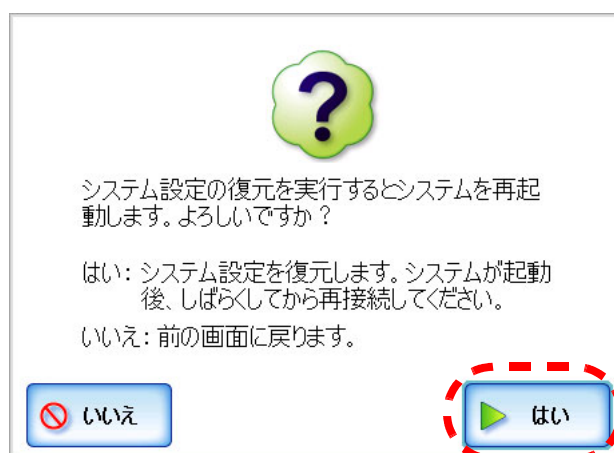 システム設定の復元を実行するとシステムを再起
動します。よろしいですか？
はい：システム設定を復元します。システムが起動
後、しばらくしてから再接続してください。
いいえ：前の画面に戻ります。
いいえ
はい